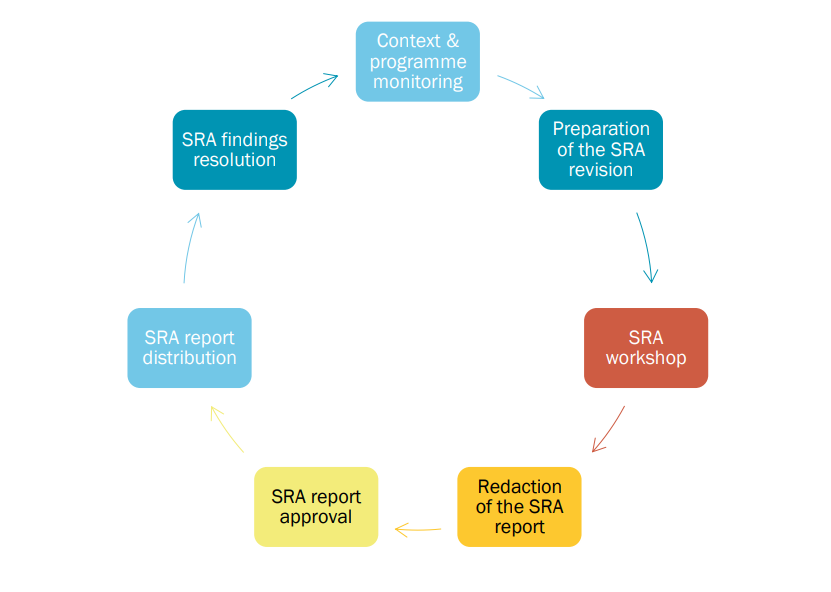 Context &
programme
monitoring
Preparation
of the SRA
revision
SRA
workshop
Redaction
of the SRA
report
SRA report
approval
SRA report
distribution
SRA findings
resolution